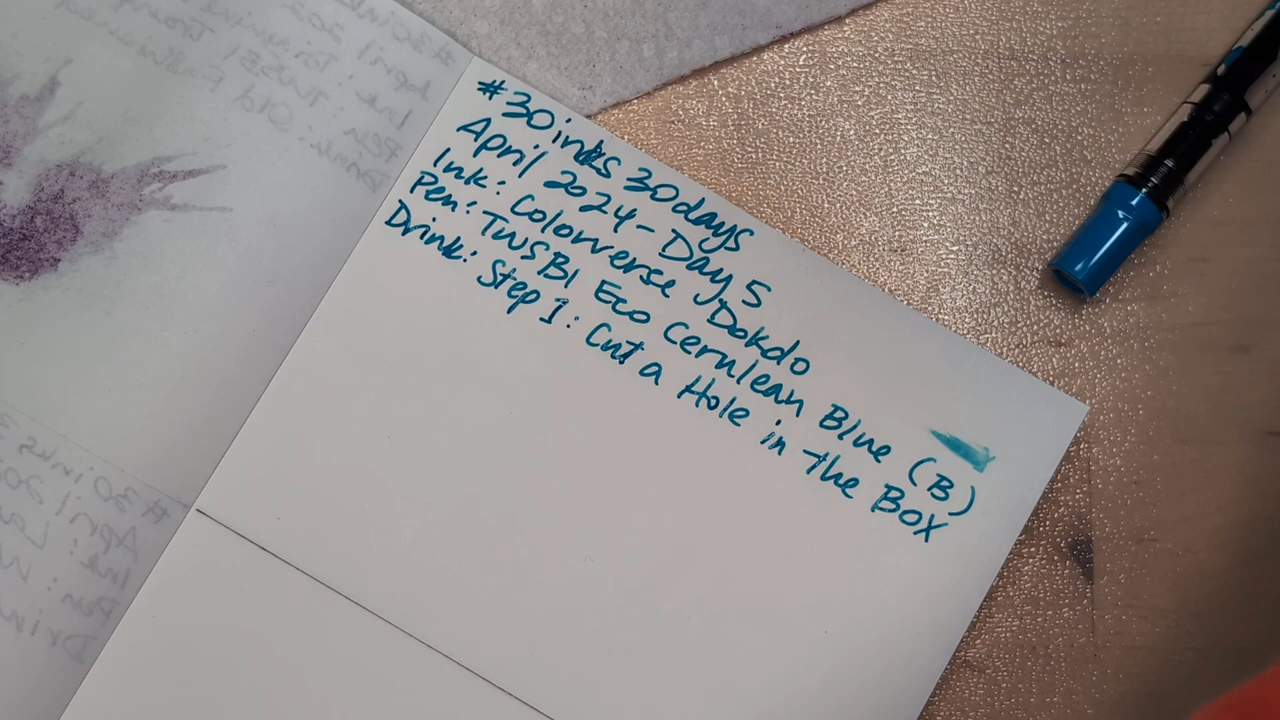 #30inks 30days
April 2024 - Day 5
Ink: Colorverse Dokdo
Pen: TWSBI Eco Cerulean Blue (B)
Drink: Step 1: Cut a Hole in the Box